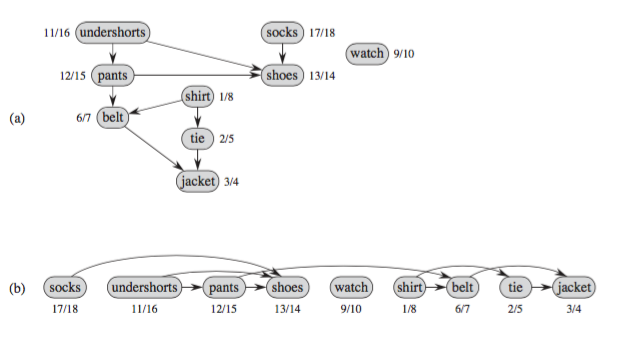 11/16 undershorts socks 17/18
watch 9/10
12/15 pants shoes 13/14
shirt 1/8
(a) 6/7 belt
tie 2/5
jacket 3/4
(b) socks undershorts pants shoes watch shirt belt tie jacket
17/18 11/16 12/15 13/14 9/10 1/8 6/7 2/5 3/4